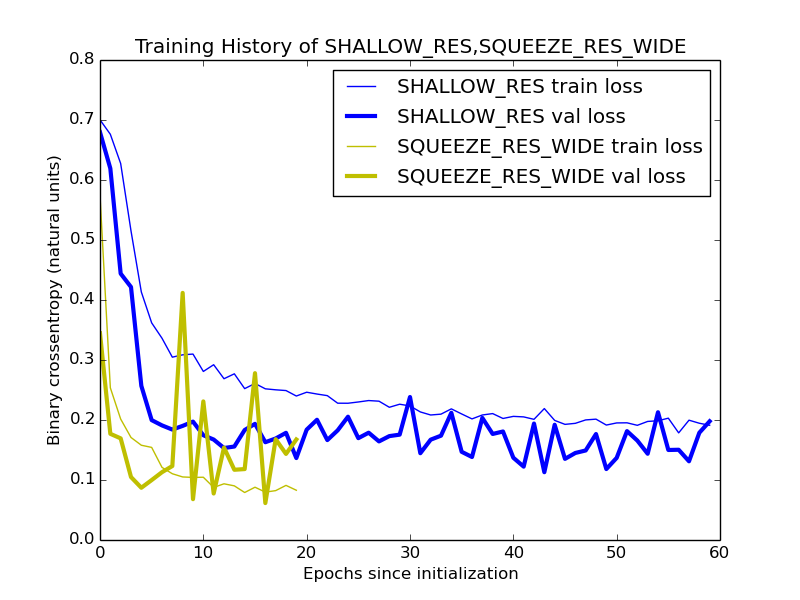 Training History of SHALLOW_RES,SQUEEZE_RES_WIDE
SHALLOW_RES train loss
SHALLOW_RES val loss
SQUEEZE_RES_WIDE train loss
SQUEEZE_RES_WIDE val loss
Binary crossentropy (natural units)
0.8
0.7
0.6
0.5
0.4
0.3
0.2
0.1
0.0
0 10 20 30 40 50 60
Epochs since initialization